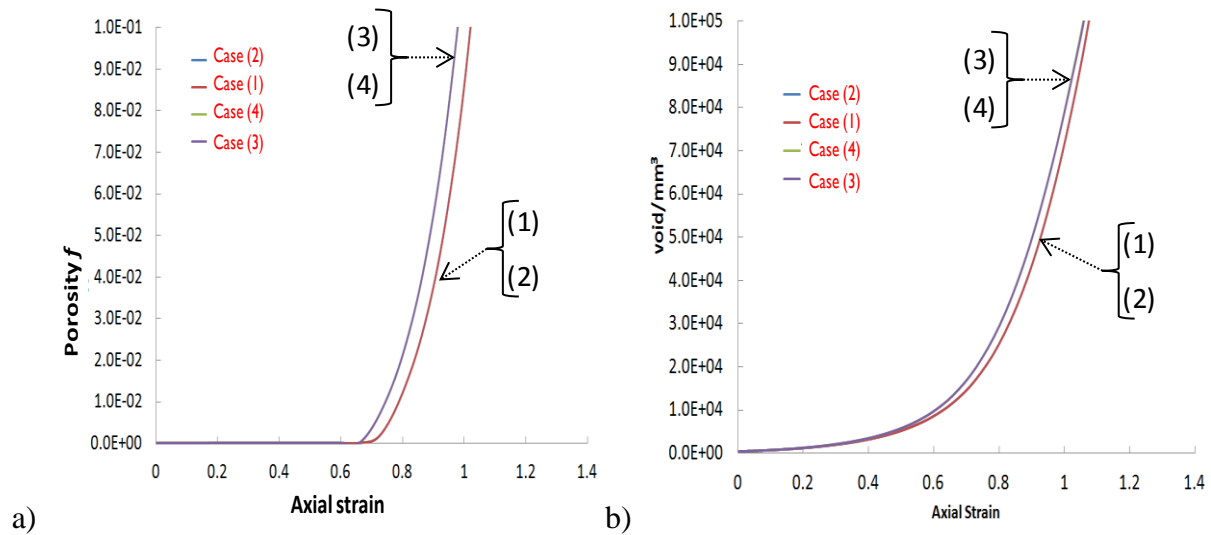 1.0E-01
9.0E-02
8.0E-02
7.0E-02
6.0E-02
5.0E-02
4.0E-02
3.0E-02
2.0E-02
1.0E-02
0.0E+00
Porosity f
0 0.2 0.4 0.6 0.8 1 1.2 1.4
Axial strain
Case (2)
Case (1)
Case (4)
Case (3)
(3)
(4)
(1)
(2)
a)
1.0E+05
9.0E+04
8.0E+04
7.0E+04
6.0E+04
5.0E+04
4.0E+04
3.0E+04
2.0E+04
1.0E+04
0.0E+00
void/mm³
0 0.2 0.4 0.6 0.8 1 1.2 1.4
Axial Strain
Case (2)
Case (1)
Case (4)
Case (3)
(3)
(4)
(1)
(2)
b)